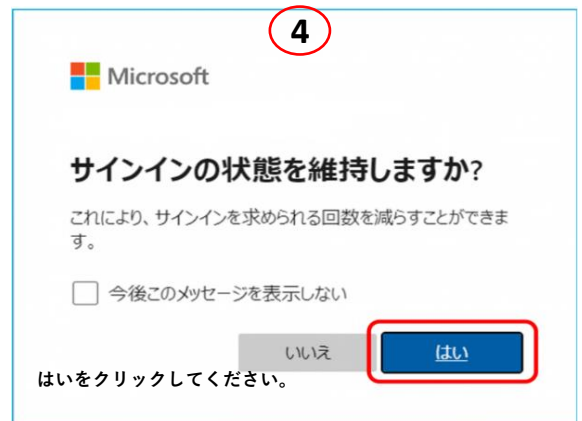 4
Microsoft
サインインの状態を維持しますか?
これにより、サインインを求められる回数を減らすことができま
す。
今後このメッセージを表示しない
いいえ
はい
はいをクリックしてください。